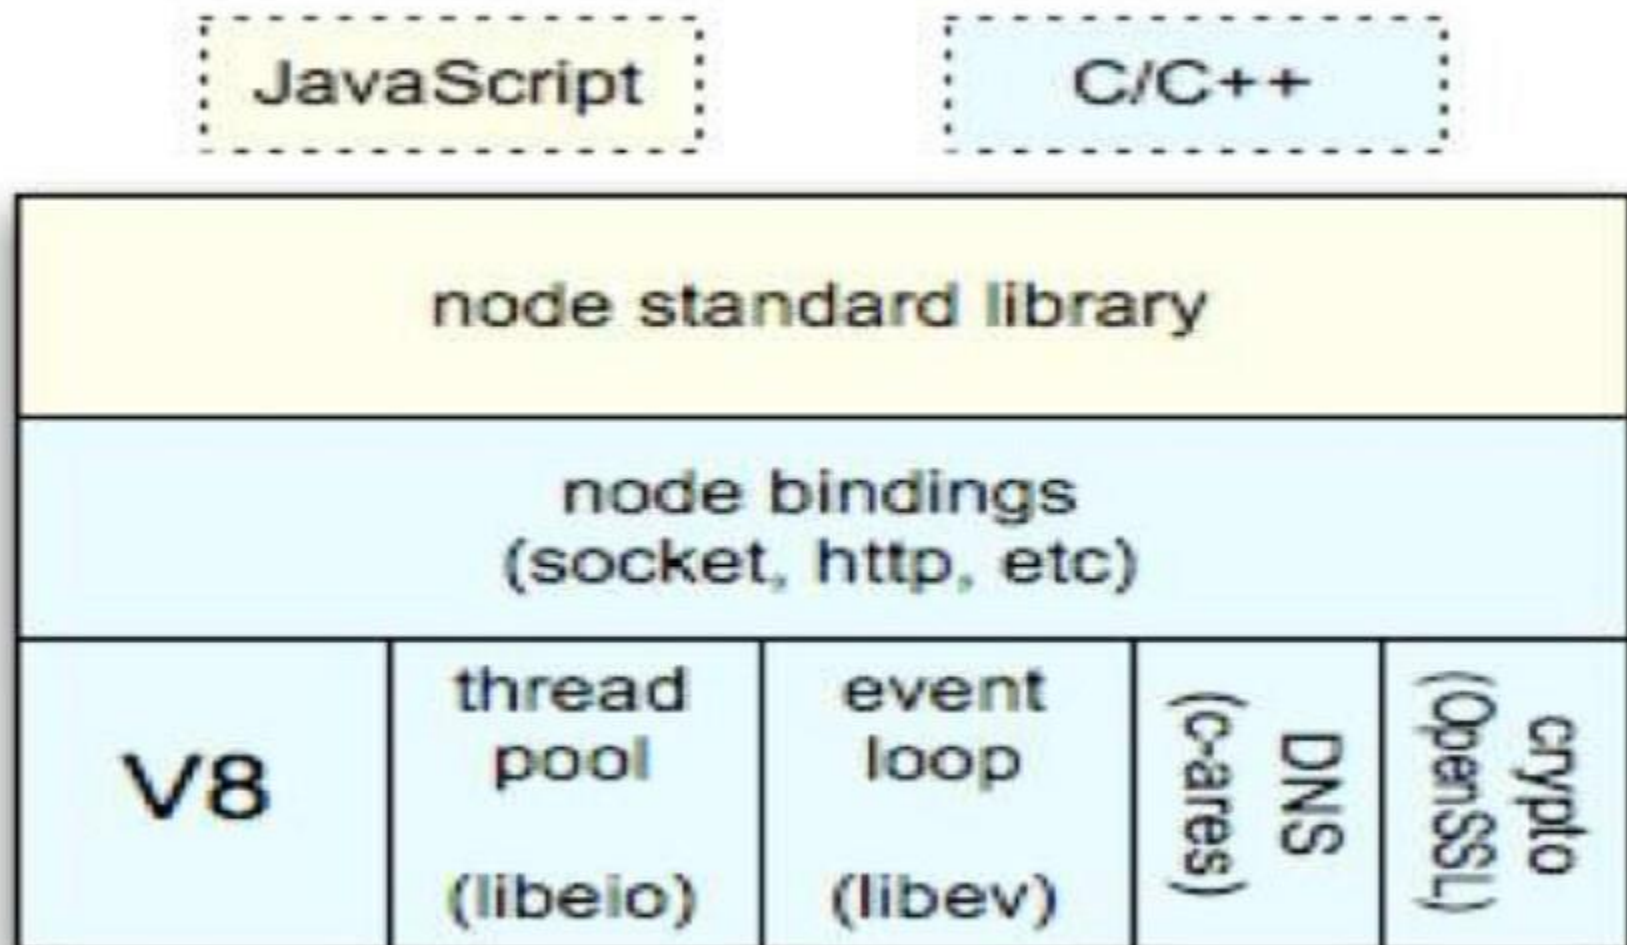 JavaScript
C/C++
node standard library
node bindings
(socket, http, etc)
V8
thread
pool
(libeio)
event
loop
(libev)
DNS
(c-ares)
crypto
(OpenSSL)